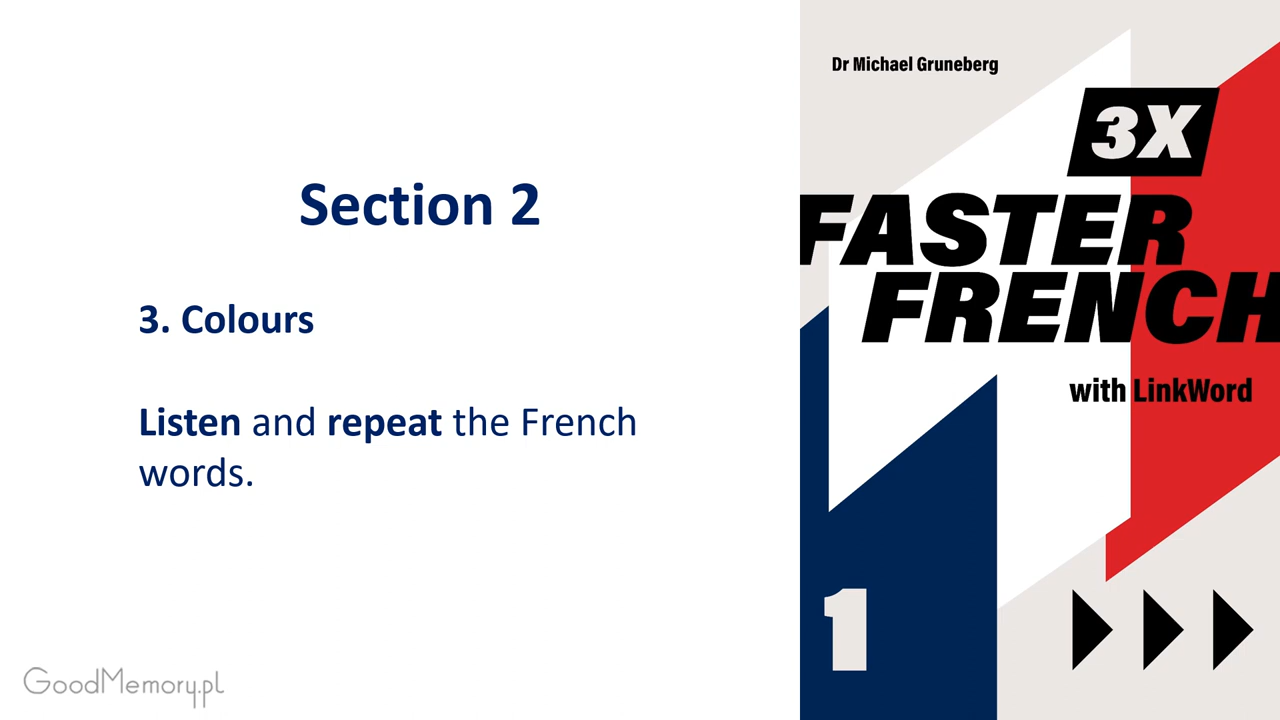 Section 2
3. Colours
Listen and repeat the French
words.
GoodMemory.pl
Dr Michael Gruneberg
3X
FASTER
FRENCH
with LinkWord
1